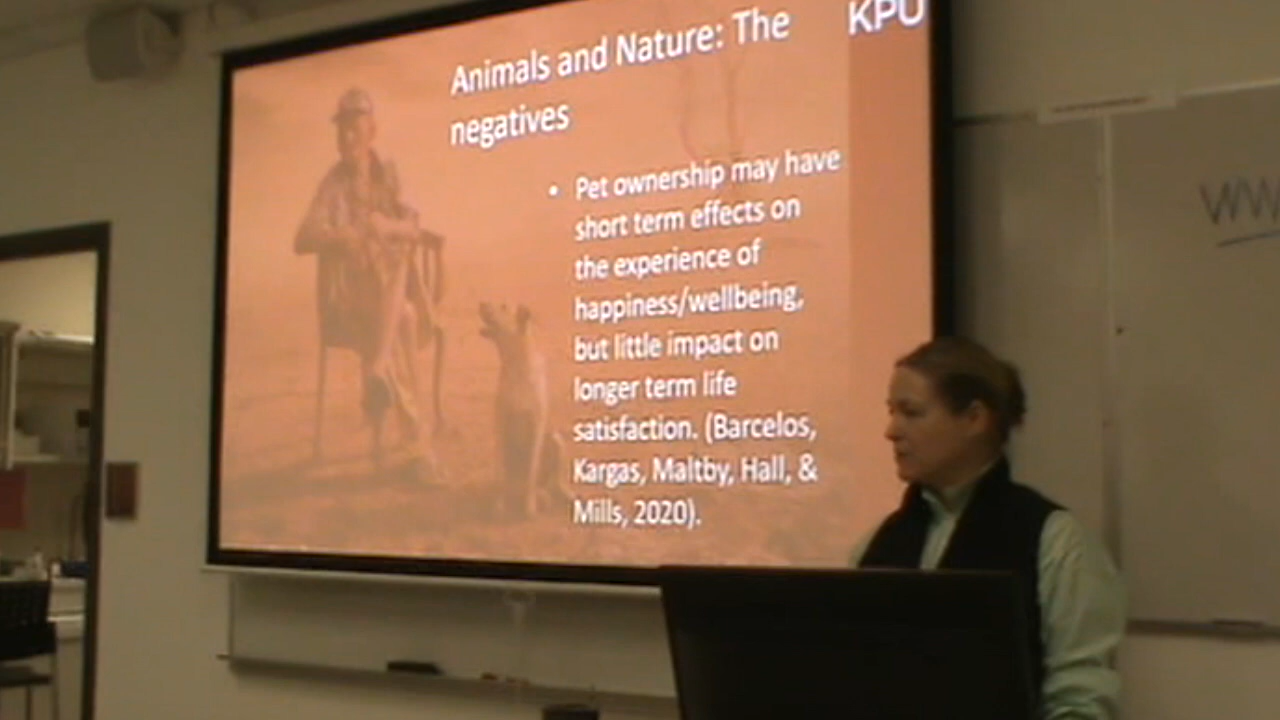 Animals and Nature: The
negatives
KPU
• Pet ownership may have
short term effects on
the experience of
happiness/wellbeing,
but little impact on
longer term life
satisfaction. (Barcelos,
Kargas, Maltby, Hall, &
Mills, 2020).